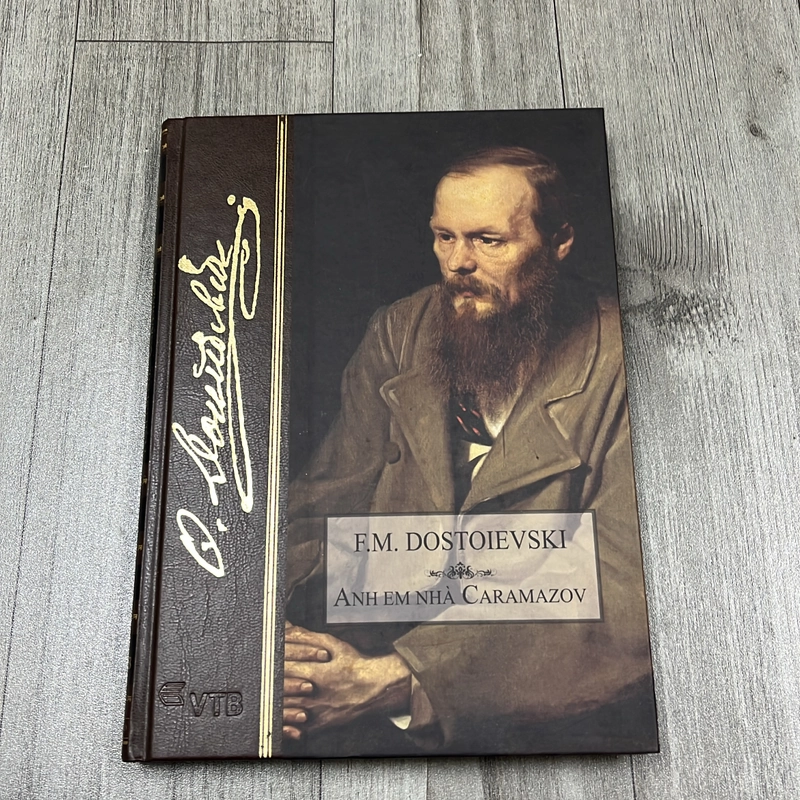 F.M. DOSTOIEVSKI
ANH EM NHÀ CARAMAZOV
VTB